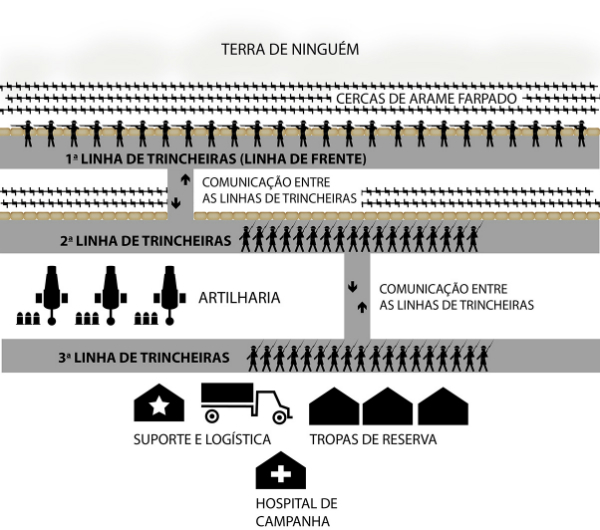 TERRA DE NINGUÉM
CERCAS DE ARAME FARPADO
1ª LINHA DE TRINCHEIRAS (LINHA DE FRENTE)
COMUNICAÇÃO ENTRE
AS LINHAS DE TRINCHEIRAS
2ª LINHA DE TRINCHEIRAS
ARTILHARIA
COMUNICAÇÃO ENTRE
AS LINHAS DE TRINCHEIRAS
3ª LINHA DE TRINCHEIRAS
SUPORTE E LOGÍSTICA
TROPAS DE RESERVA
HOSPITAL DE
CAMPANHA